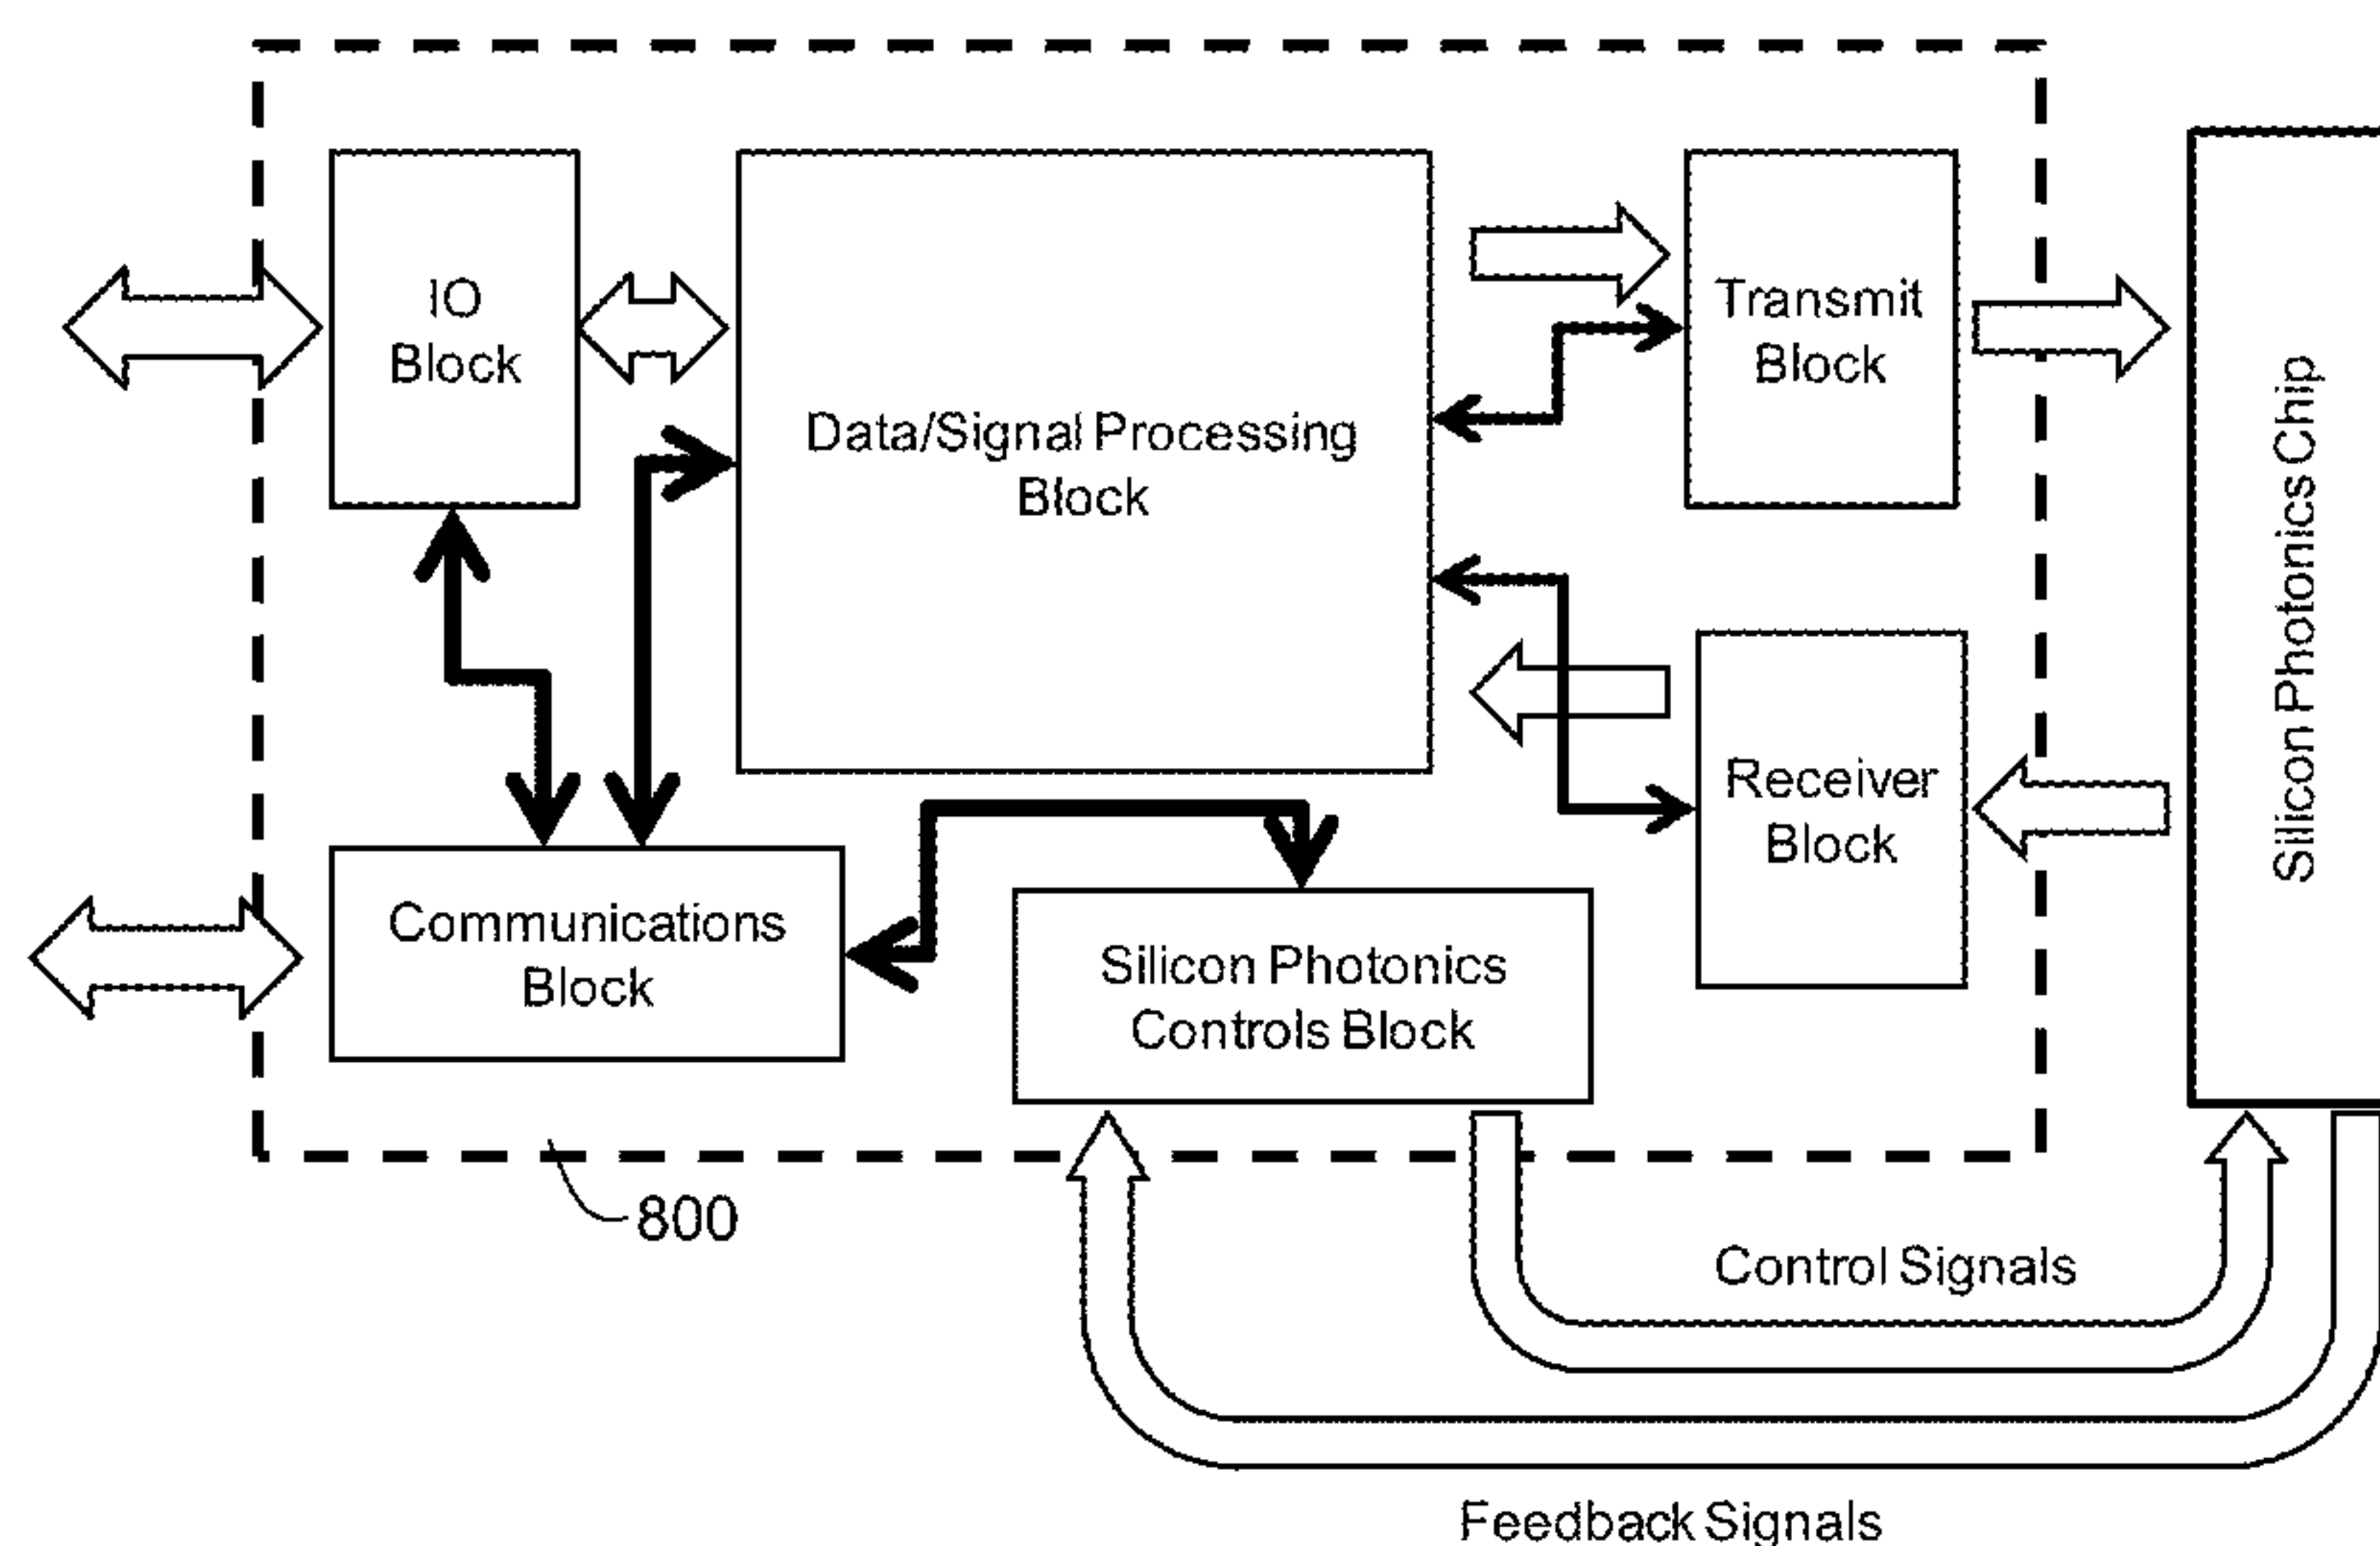 IO
Block
Data/Signal Processing
Block
Transmit
Block
Silicon Photonics Chip
Receiver
Block
Communications
Block
Silicon Photonics
Controls Block
800
Control Signals
Feedback Signals